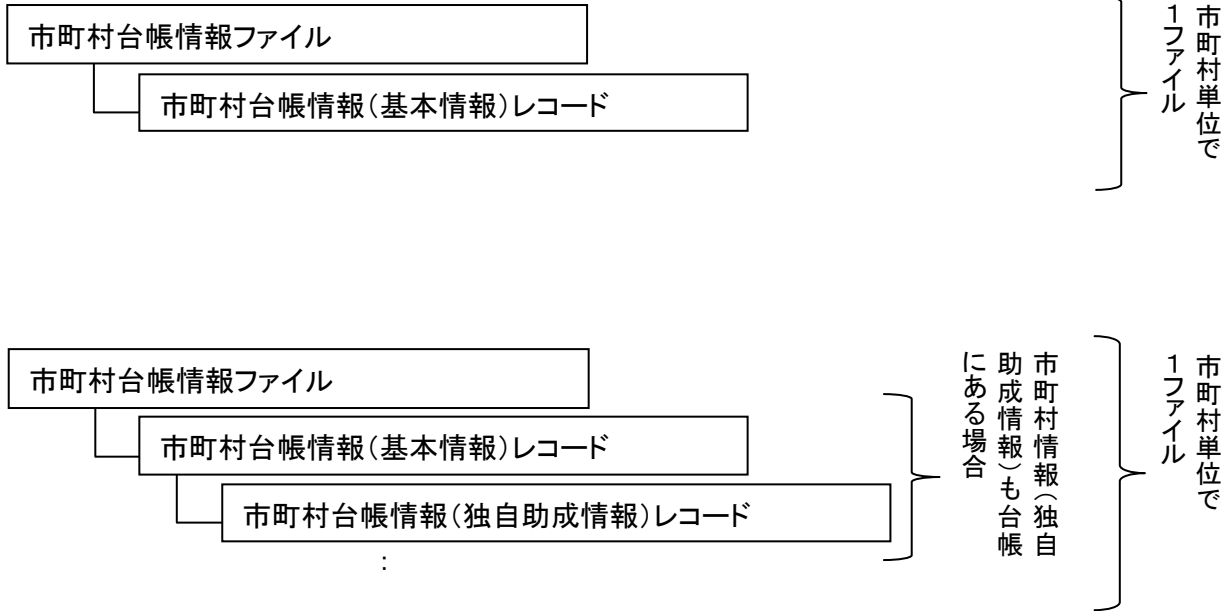 市町村台帳情報ファイル
市町村台帳情報(基本情報)レコード
市町村単位で
1ファイル
市町村台帳情報ファイル
市町村台帳情報(基本情報)レコード
市町村台帳情報(独自助成情報)レコード
:
市町村情報(独自
助成情報)も台帳
にある場合
市町村単位で
1ファイル